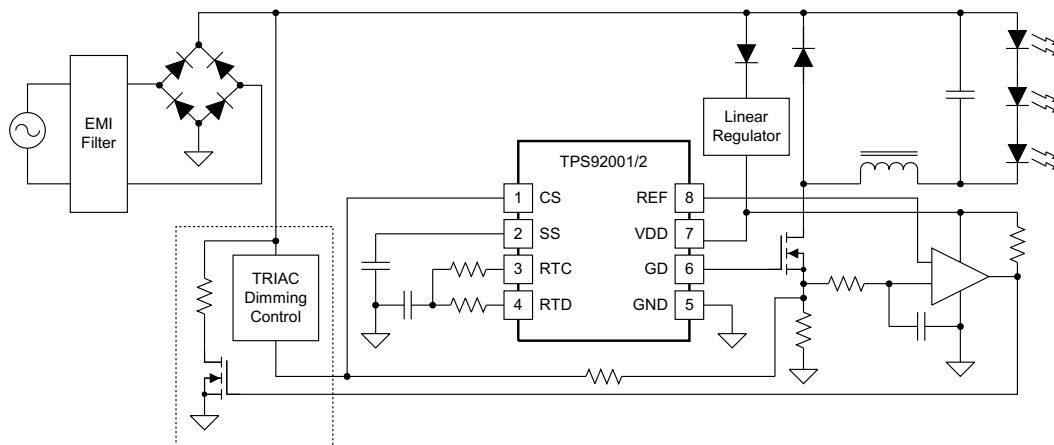 EMI
Filter
Linear
Regulator
TPS92001/2
1 CS REF 8
2 SS VDD 7
3 RTC GD 6
4 RTD GND 5
TRIAC
Dimming
Control